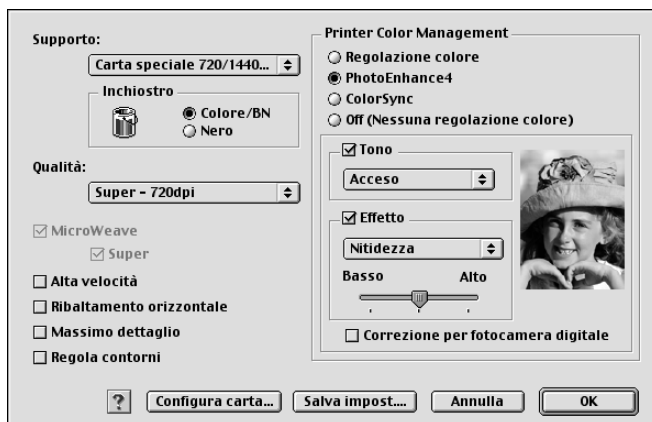 Supporto:
Carta speciale 720/1440...
Inchiostro
Colore/BN
Nero
Qualità:
Super - 720dpi
MicroWeave
Super
Alta velocità
Ribaltamento orizzontale
Massimo dettaglio
Regola contorni
Printer Color Management
Regolazione colore
PhotoEnhance4
ColorSync
Off (Nessuna regolazione colore)
Tono
Acceso
Effetto
Nitidezza
Basso Alto
Correzione per fotocamera digitale
? Configura carta... Salva impost.... Annulla OK